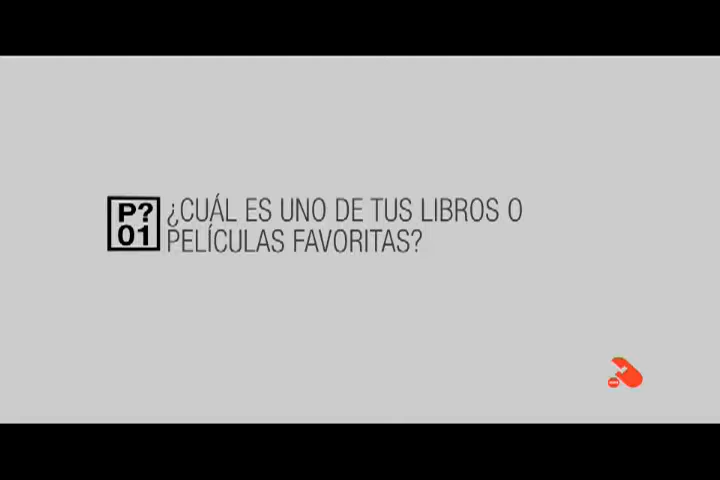 P?
01
¿CUÁL ES UNO DE TUS LIBROS O
PELÍCULAS FAVORITAS?